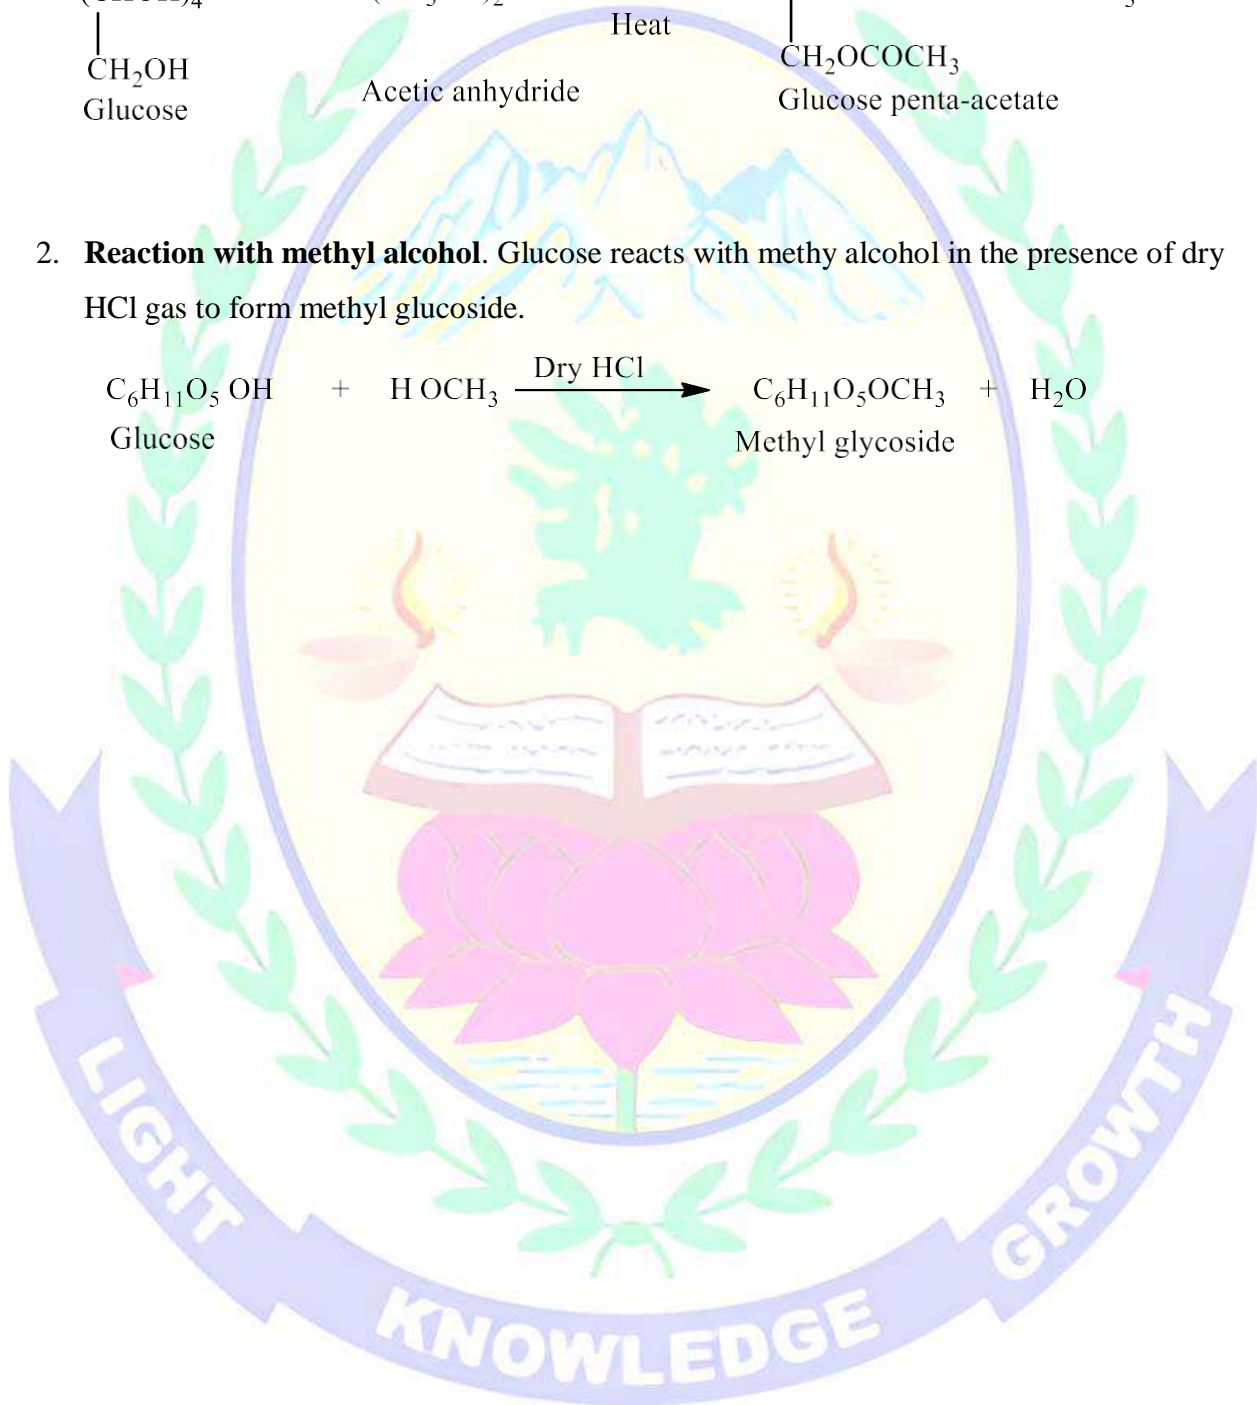 Heat
CH₂OH
CH₂OCOCH₃
Glucose
Acetic anhydride
Glucose penta-acetate
2. Reaction with methyl alcohol. Glucose reacts with methy alcohol in the presence of dry
HCl gas to form methyl glucoside.
Dry HCl
C₆H₁₁O₅ OH + H OCH₃ C₆H₁₁O₅OCH₃ + H₂O
Glucose
Methyl glycoside
LIGHT
KNOWLEDGE
GROWTH